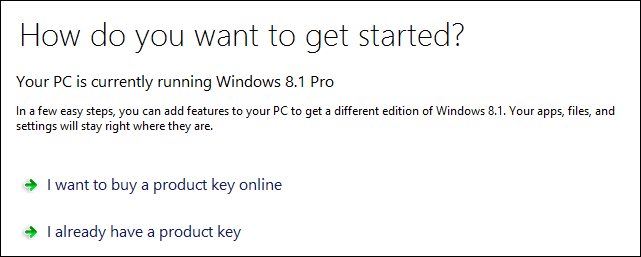 How do you want to get started?
Your PC is currently running Windows 8.1 Pro
In a few easy steps, you can add features to your PC to get a different edition of Windows 8.1. Your apps, files, and
settings will stay right where they are.
I want to buy a product key online
I already have a product key